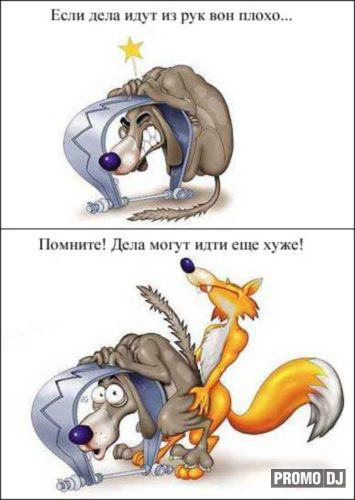 Если дела идут из рук вон плохо...
Помните! Дела могут идти еще хуже!
PROMO DJ